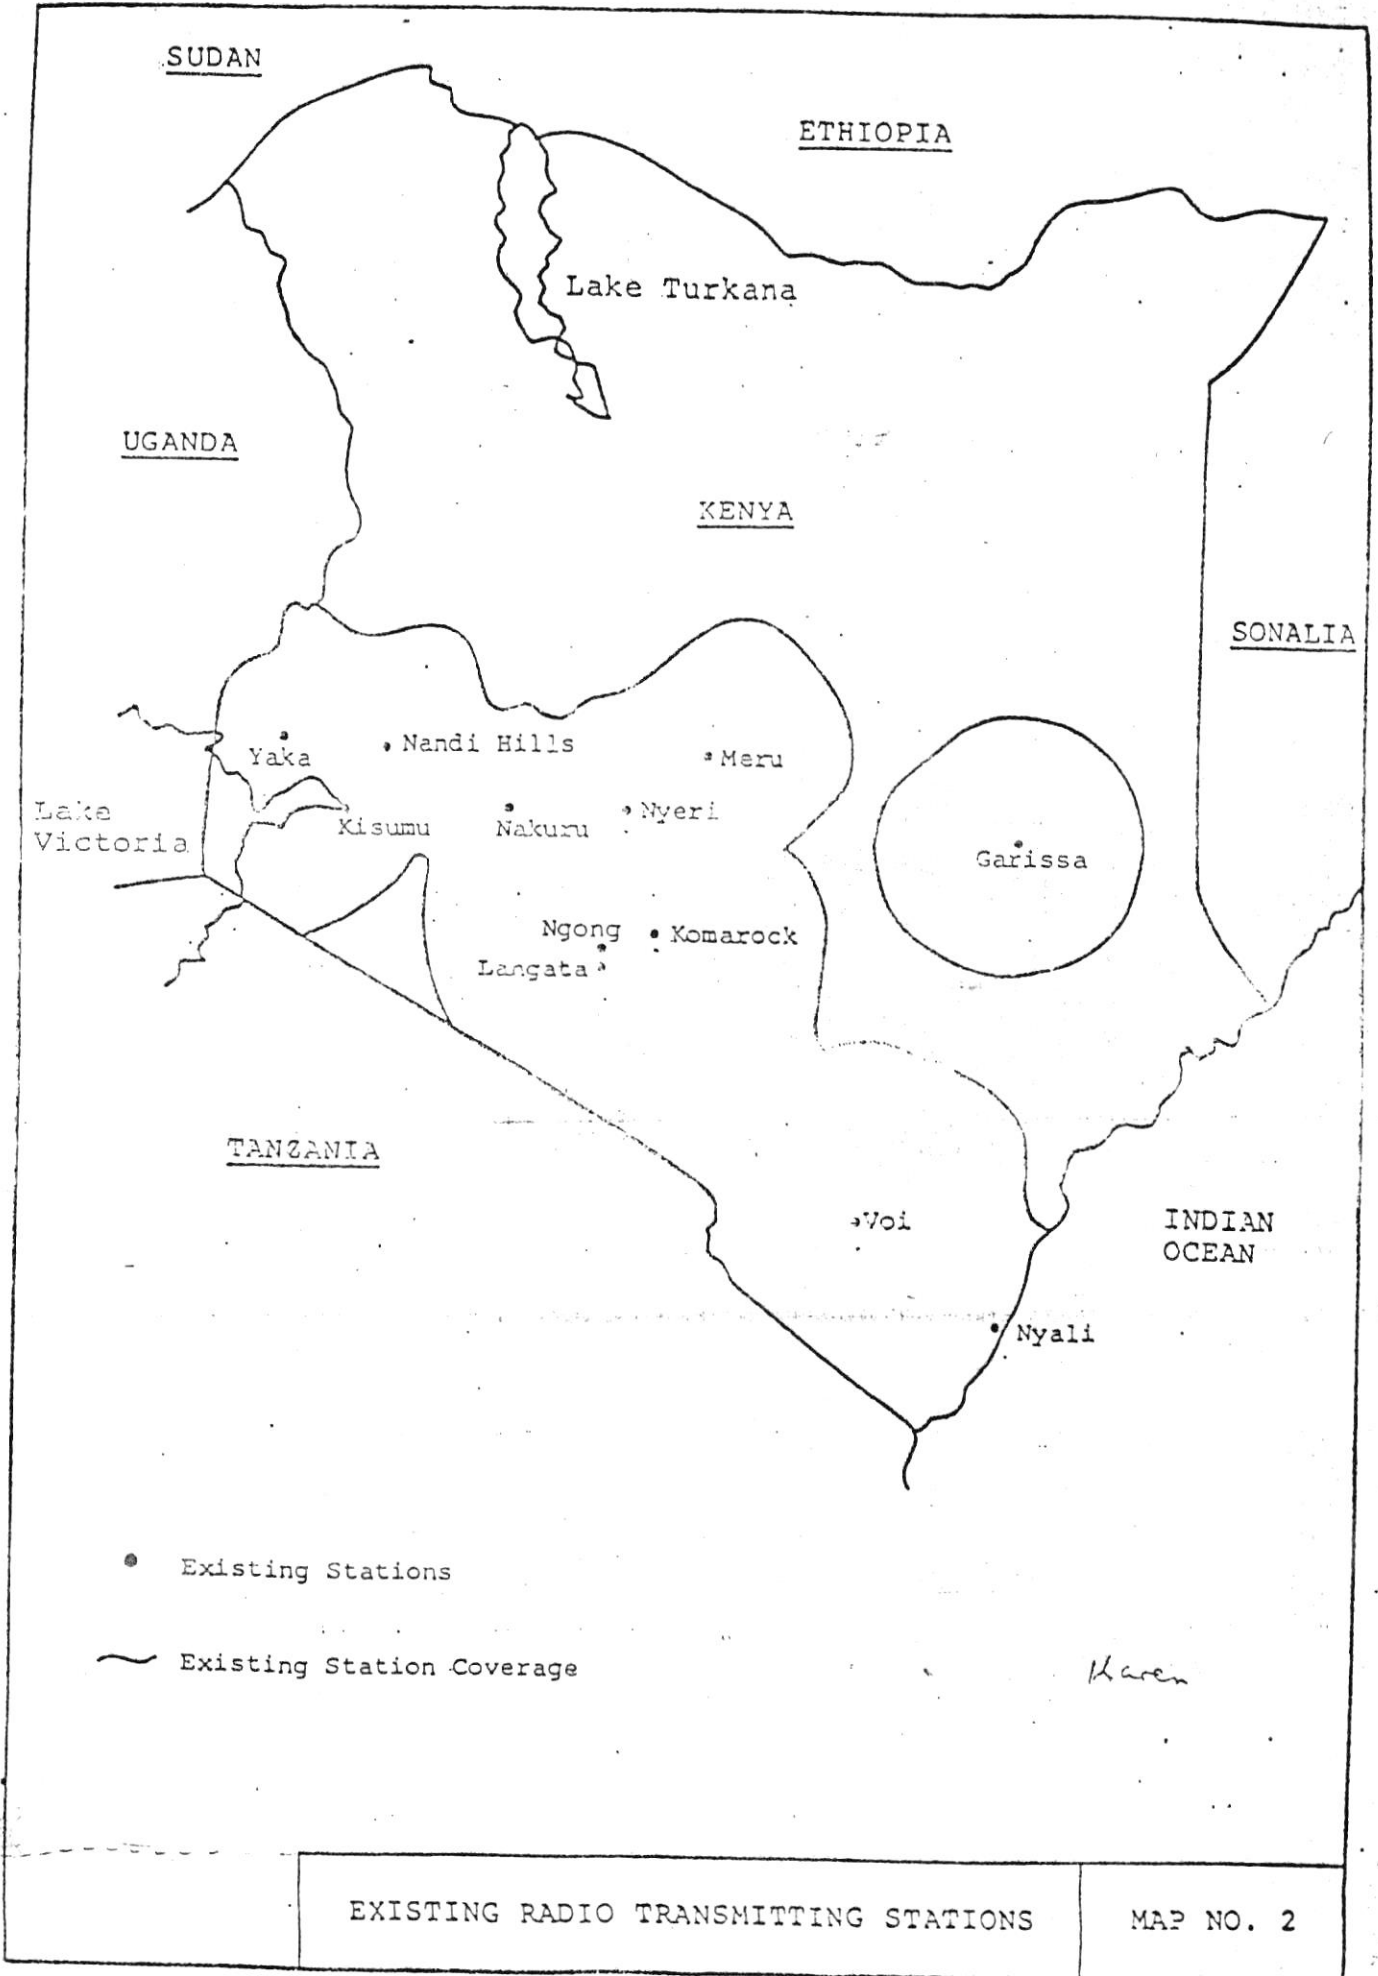 SUDAN
ETHIOPIA
Lake Turkana
UGANDA
KENYA
SONALIA
Yaka
Nandi Hills
Meru
Lake
Victoria
Kisumu
Nakuru
Nyeri
Garissa
Ngong
Komarock
Langata
TANZANIA
Voi
INDIAN
OCEAN
Nyali
Existing Stations
Existing Station Coverage
Karen
EXISTING RADIO TRANSMITTING STATIONS
MAP NO. 2